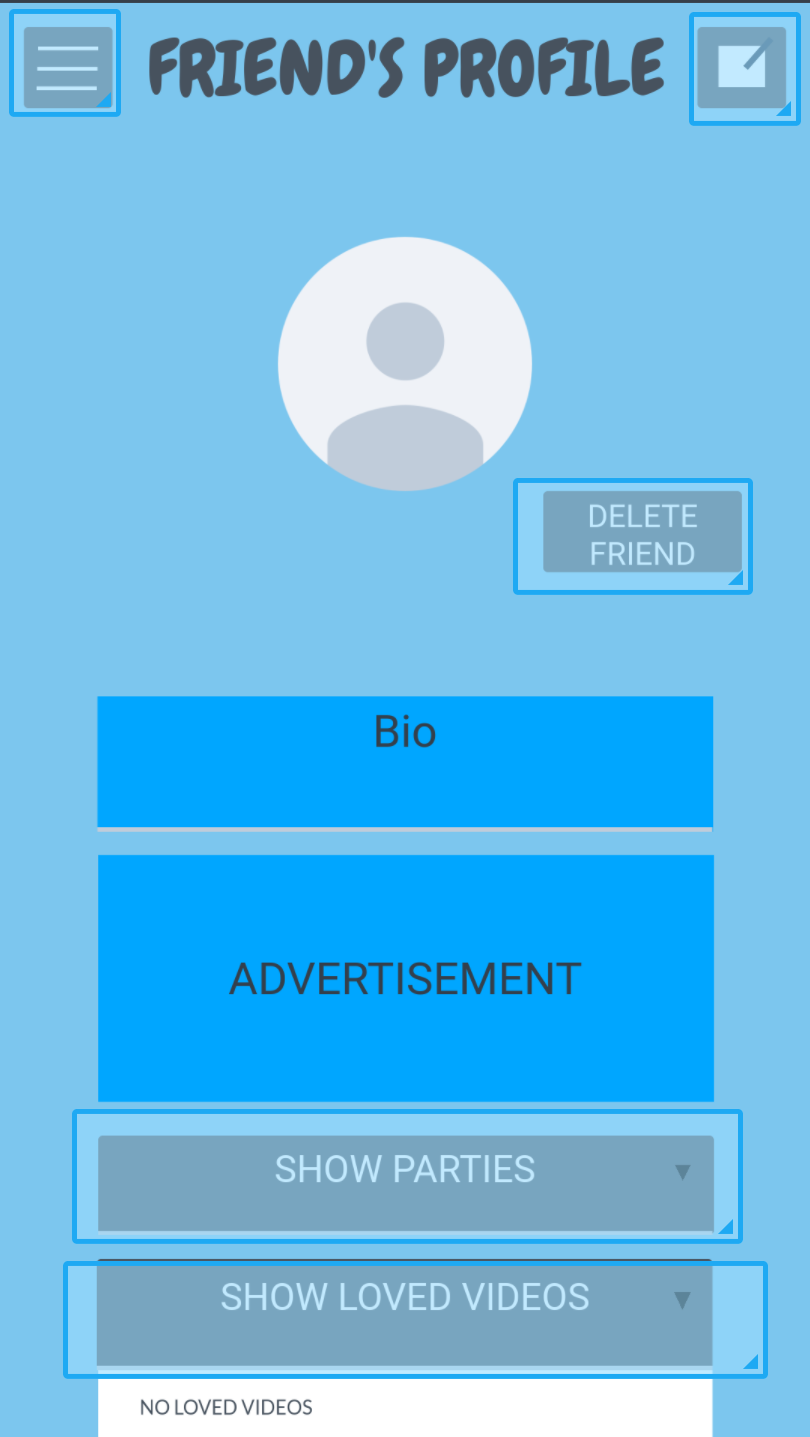 FRIEND'S PROFILE
DELETE
FRIEND
Bio
ADVERTISEMENT
SHOW PARTIES
SHOW LOVED VIDEOS
NO LOVED VIDEOS